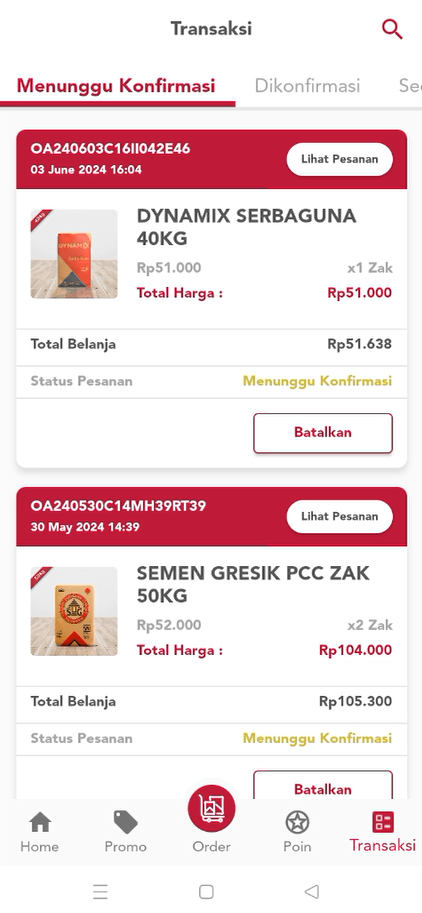 Transaksi
Menunggu Konfirmasi
Dikonfirmasi
Se
OA240603C16II042E46
03 June 2024 16:04
Lihat Pesanan
DYNAMIX SERBAGUNA
40KG
Rp51.000
x1 Zak
Total Harga :
Rp51.000
Total Belanja
Rp51.638
Status Pesanan
Menunggu Konfirmasi
Batalkan
OA240530C14MH39RT39
30 May 2024 14:39
Lihat Pesanan
SEMEN GRESIK PCC ZAK
50KG
Rp52.000
x2 Zak
Total Harga :
Rp104.000
Total Belanja
Rp105.300
Status Pesanan
Menunggu Konfirmasi
Batalkan
Home
Promo
Order
Poin
Transaksi